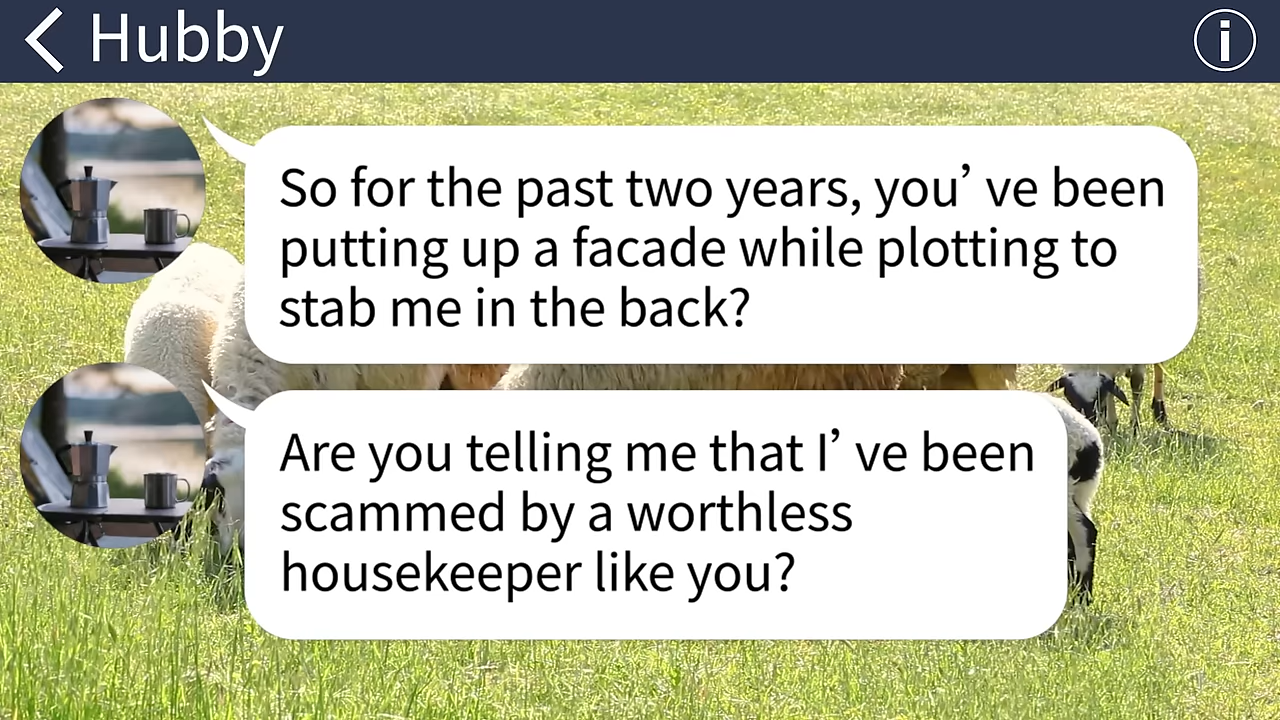 Hubby
So for the past two years, you’ ve been
putting up a facade while plotting to
stab me in the back?
Are you telling me that I’ ve been
scammed by a worthless
housekeeper like you?